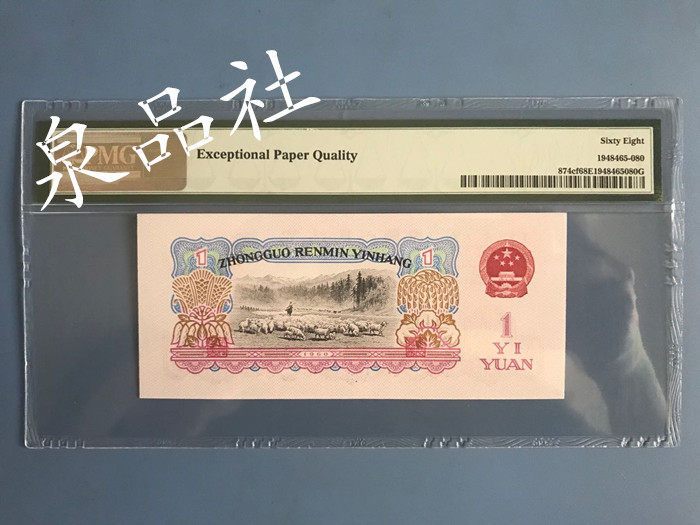 泉品社
PMG
Exceptional Paper Quality
Sixty Eight
1948465-080
874cf68E1948465080G
1
ZHONGGUO RENMIN YINHANG
1
1960
1
YI
YUAN